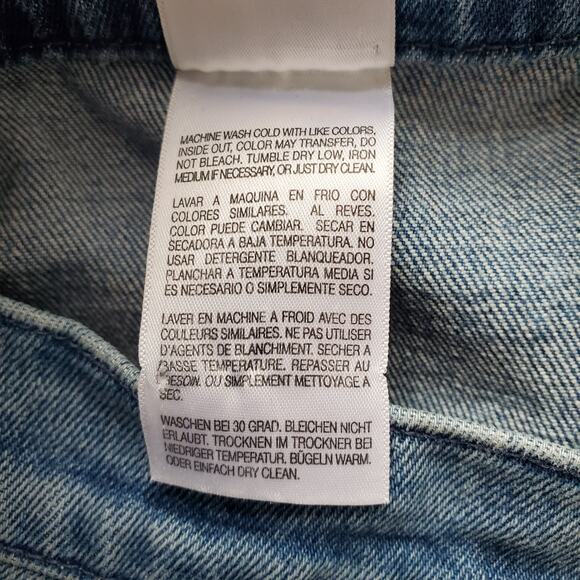 MACHINE WASH COLD WITH LIKE COLORS,
INSIDE OUT, COLOR MAY TRANSFER, DO
NOT BLEACH. TUMBLE DRY LOW, IRON
MEDIUM IF NECESSARY, OR JUST DRY CLEAN.
LAVAR A MAQUINA EN FRIO CON
COLORES SIMILARES. AL REVES.
COLOR PUEDE CAMBIAR. SECAR EN
SECADORA A BAJA TEMPERATURA. NO
USAR DETERGENTE BLANQUEADOR.
PLANCHAR A TEMPERATURA MEDIA SI
ES NECESARIO O SIMPLEMENTE SECO.
LAVER EN MACHINE A FROID AVEC DES
COULEURS SIMILAIRES. NE PAS UTILISER
D'AGENTS DE BLANCHIMENT. SECHER A
BASSE TEMPERATURE. REPASSER AU
BESOIN. OU SIMPLEMENT METTOYAGE A
SEC.
WASCHEN BEI 30 GRAD. BLEICHEN NICHT
ERLAUBT. TROCKNEN IM TROCKNER BEI
NIEDRIGER TEMPERATUR. BÜGELN WARM.
ODER EINFACH DRY CLEAN.